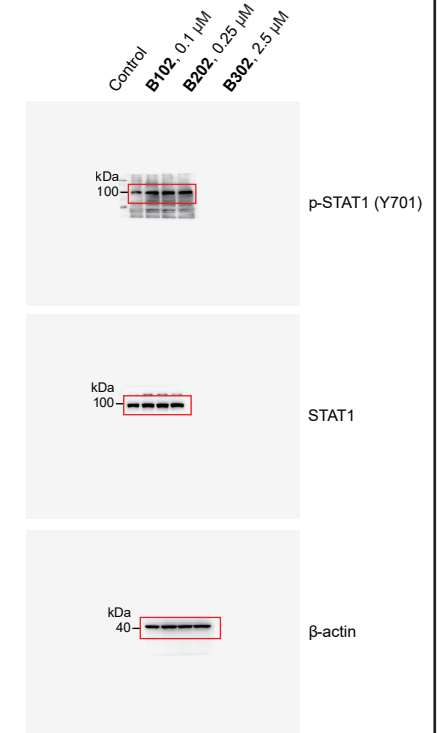 Control
B102, 0.1 μM
B202, 0.25 μM
B302, 2.5 μM
kDa
100
p-STAT1 (Y701)
kDa
100
STAT1
kDa
40
β-actin